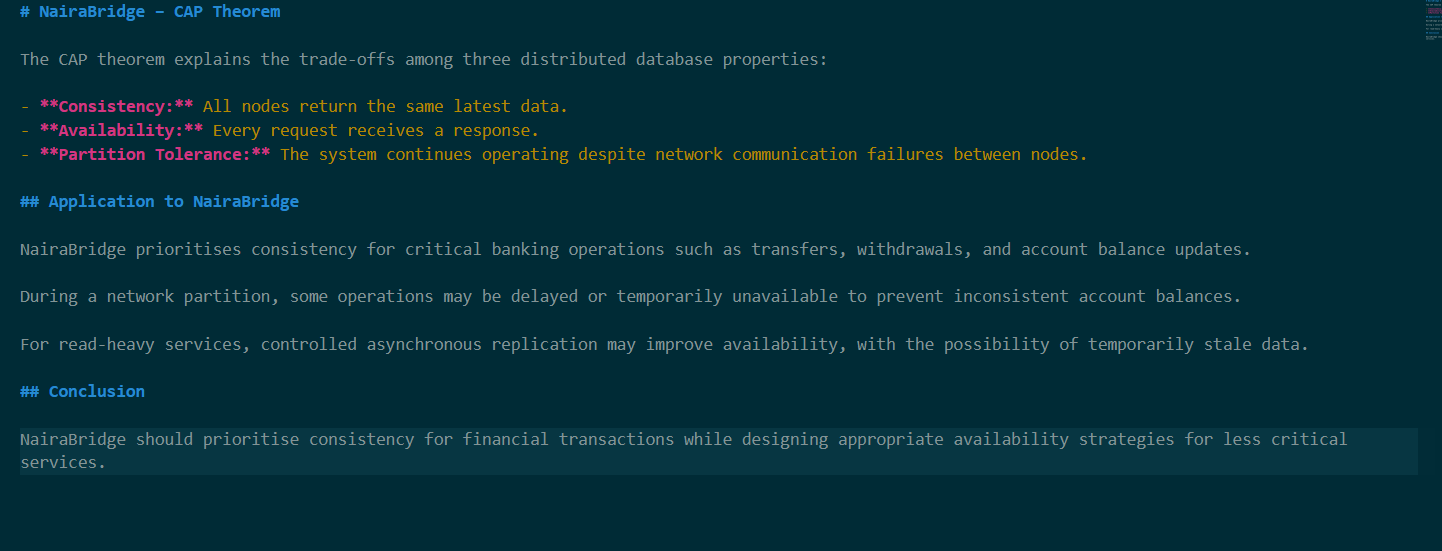 # NairaBridge – CAP Theorem
The CAP theorem explains the trade-offs among three distributed database properties:
- **Consistency:** All nodes return the same latest data.
- **Availability:** Every request receives a response.
- **Partition Tolerance:** The system continues operating despite network communication failures between nodes.
## Application to NairaBridge
NairaBridge prioritises consistency for critical banking operations such as transfers, withdrawals, and account balance updates.
During a network partition, some operations may be delayed or temporarily unavailable to prevent inconsistent account balances.
For read-heavy services, controlled asynchronous replication may improve availability, with the possibility of temporarily stale data.
## Conclusion
NairaBridge should prioritise consistency for financial transactions while designing appropriate availability strategies for less critical
services.